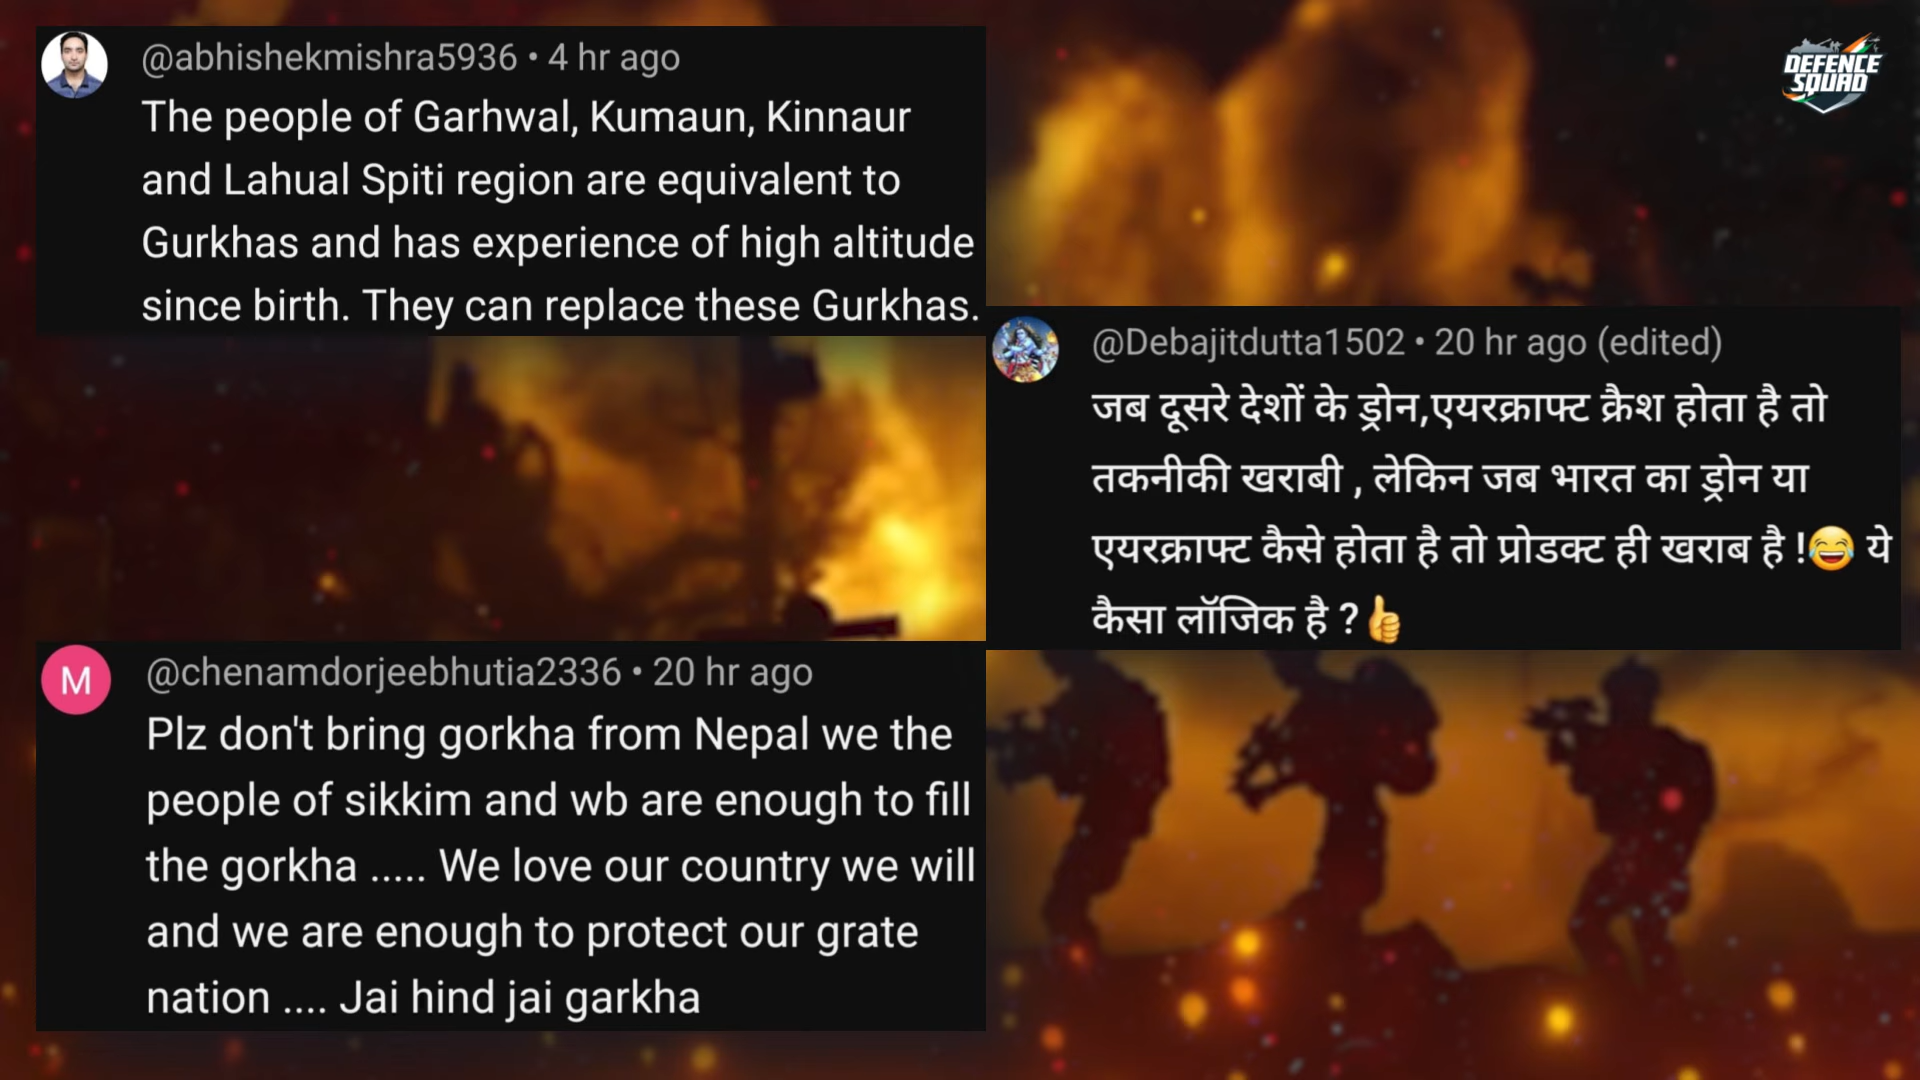 @abhishekmishra5936 • 4 hr ago
The people of Garhwal, Kumaun, Kinnaur
and Lahual Spiti region are equivalent to
Gurkhas and has experience of high altitude
since birth. They can replace these Gurkhas.
DEFENCE
SQUAD
@Debajitdutta1502 • 20 hr ago (edited)
जब दूसरे देशों के ड्रोन,एयरक्राफ्ट क्रैश होता है तो
तकनीकी खराबी , लेकिन जब भारत का ड्रोन या
एयरक्राफ्ट कैसे होता है तो प्रोडक्ट ही खराब है !😂 ये
कैसा लॉजिक है ?👍
M
@chenamdorjeebhutia2336 • 20 hr ago
Plz don't bring gorkha from Nepal we the
people of sikkim and wb are enough to fill
the gorkha ..... We love our country we will
and we are enough to protect our grate
nation .... Jai hind jai garkha